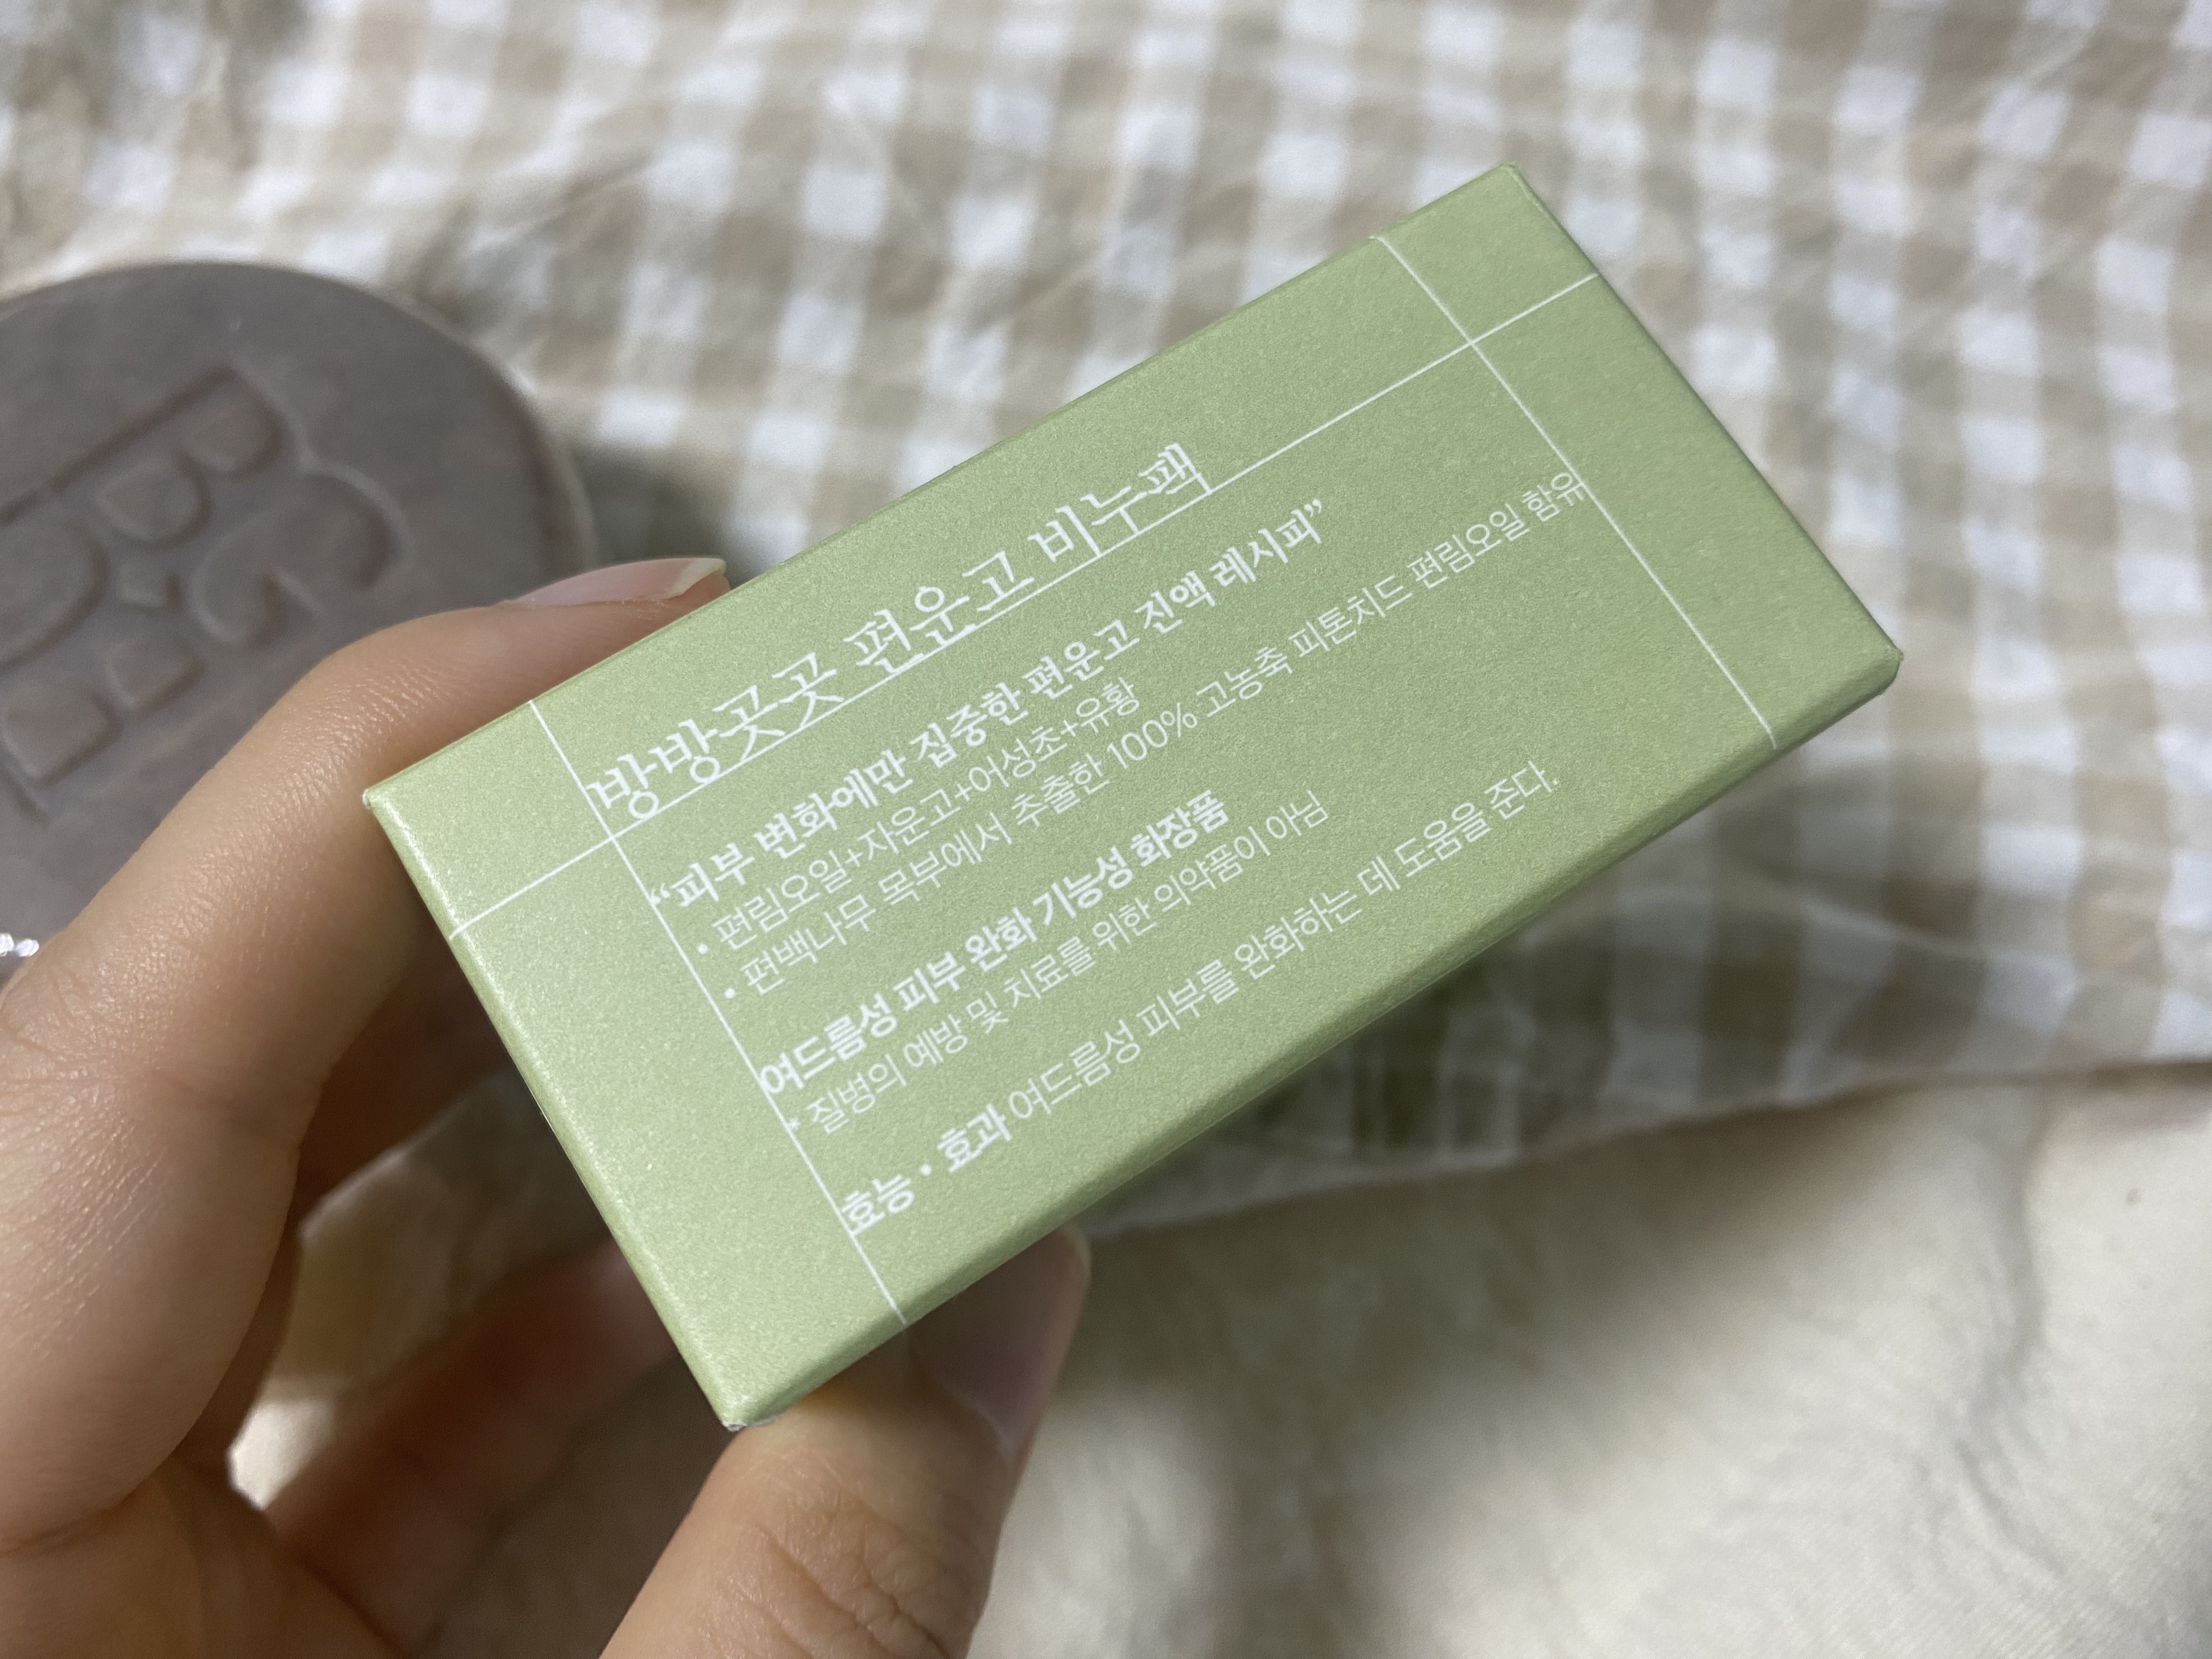 방방곳곳 편운고 비누팩
“피부 변화에만 집중한 편운고 진액 레시피”
• 편림오일+자운고+어성초+유황
• 편백나무 목부에서 추출한 100% 고농축 피톤치드 편림오일 함유
여드름성 피부 완화 기능성 화장품
* 질병의 예방 및 치료를 위한 의약품이 아님
효능 • 효과 여드름성 피부를 완화하는 데 도움을 준다.